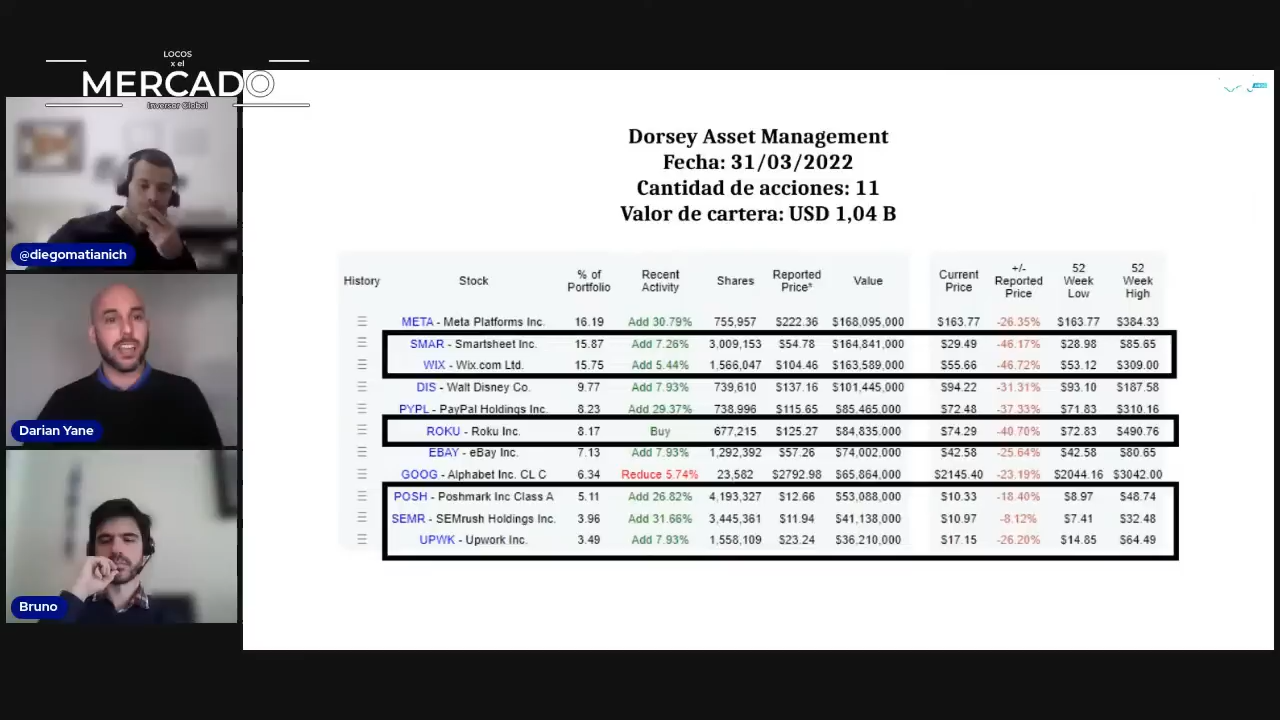 LOCOS
x el
MERCADO
Inversor Global
@diegomatianich
Darian Yane
Bruno
Dorsey Asset Management
Fecha: 31/03/2022
Cantidad de acciones: 11
Valor de cartera: USD 1,04 B
History Stock % of Portfolio Recent Activity Shares Reported Price* Value Current Price +/- Reported Price 52 Week Low 52 Week High
META - Meta Platforms Inc. 16.19 Add 30.79% 755,957 $222.36 $168,095,000 $163.77 -26.35% $163.77 $384.33
SMAR - Smartsheet Inc. 15.87 Add 7.26% 3,009,153 $54.78 $164,841,000 $29.49 -46.17% $28.98 $85.65
WIX - Wix.com Ltd. 15.75 Add 5.44% 1,566,047 $104.46 $163,589,000 $55.66 -46.72% $53.12 $309.00
DIS - Walt Disney Co. 9.77 Add 7.93% 739,610 $137.16 $101,445,000 $94.22 -31.31% $93.10 $187.58
PYPL - PayPal Holdings Inc. 8.23 Add 29.37% 738,996 $115.65 $85,465,000 $72.48 -37.33% $71.83 $310.16
ROKU - Roku Inc. 8.17 Buy 677,215 $125.27 $84,835,000 $74.29 -40.70% $72.83 $490.76
EBAY - eBay Inc. 7.13 Add 7.93% 1,292,392 $57.26 $74,002,000 $42.58 -25.64% $42.58 $80.65
GOOG - Alphabet Inc. CL C 6.34 Reduce 5.74% 23,582 $2792.98 $65,864,000 $2145.40 -23.19% $2044.16 $3042.00
POSH - Poshmark Inc Class A 5.11 Add 26.82% 4,193,327 $12.66 $53,088,000 $10.33 -18.40% $8.97 $48.74
SEMR - SEMrush Holdings Inc. 3.96 Add 31.66% 3,445,361 $11.94 $41,138,000 $10.97 -8.12% $7.41 $32.48
UPWK - Upwork Inc. 3.49 Add 7.93% 1,558,109 $23.24 $36,210,000 $17.15 -26.20% $14.85 $64.49